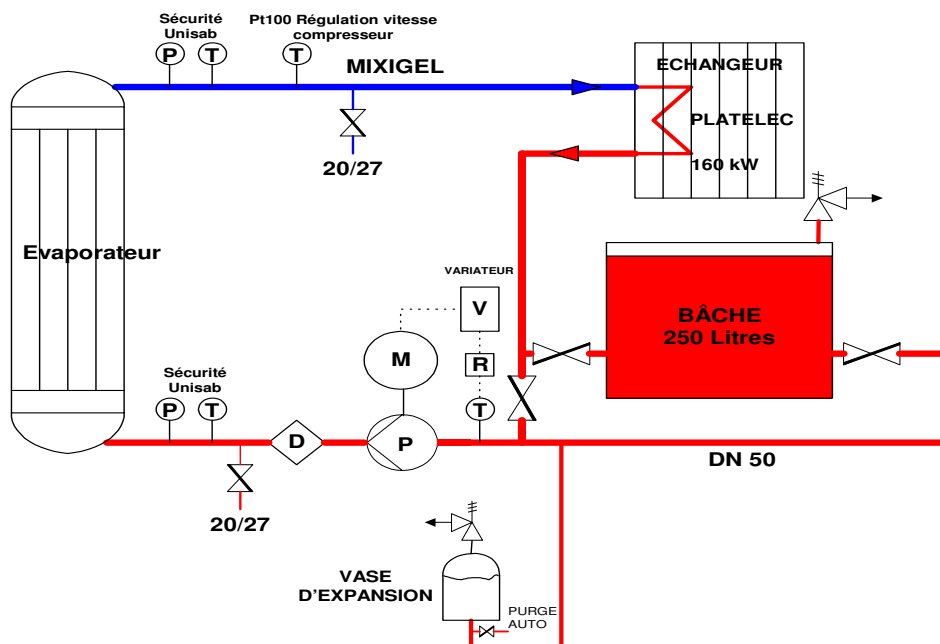 Sécurité
Unisab
Pt100 Régulation vitesse
compresseur
P
T
T
MIXIGEL
ECHANGEUR
PLATELEC
160 kW
20/27
Evaporateur
VARIATEUR
V
M
R
BÂCHE
250 Litres
Sécurité
Unisab
P
T
D
P
T
DN 50
20/27
VASE
D'EXPANSION
PURGE
AUTO